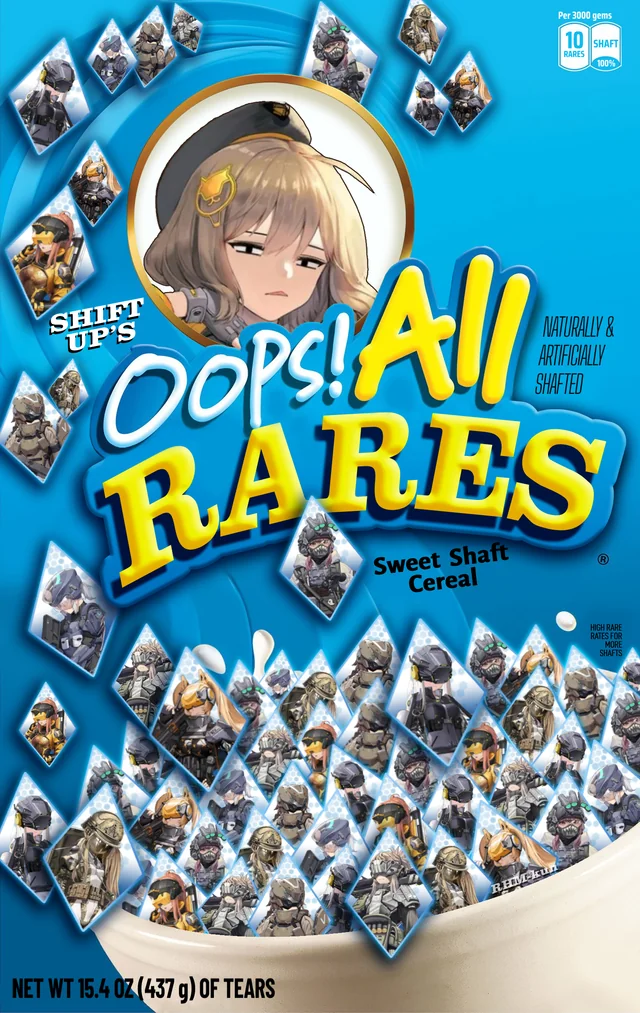 Per 3000 gems
10
RARES
SHAFT
100%
SHIFT
UP'S
OOPS! All
RARES
NATURALLY &
ARTIFICIALLY
SHAFTED
Sweet Shaft
Cereal
®
HIGH RARE
RATES FOR
MORE
SHAFTS
RHM-kun
NET WT 15.4 OZ (437 g) OF TEARS